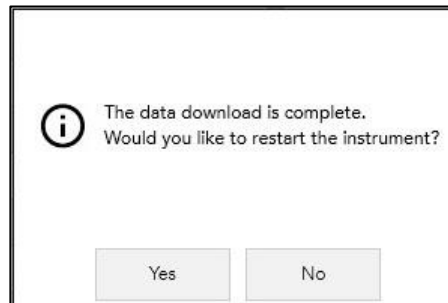 The data download is complete.
Would you like to restart the instrument?
Yes
No